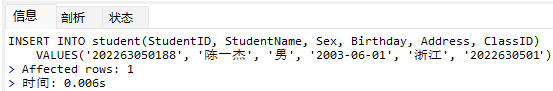 信息 剖析 状态
INSERT INTO student(StudentID, StudentName, Sex, Birthday, Address, ClassID)
VALUES('202263050188', '陈一杰', '男', '2003-06-01', '浙江', '2022630501')
> Affected rows: 1
> 时间: 0.006s